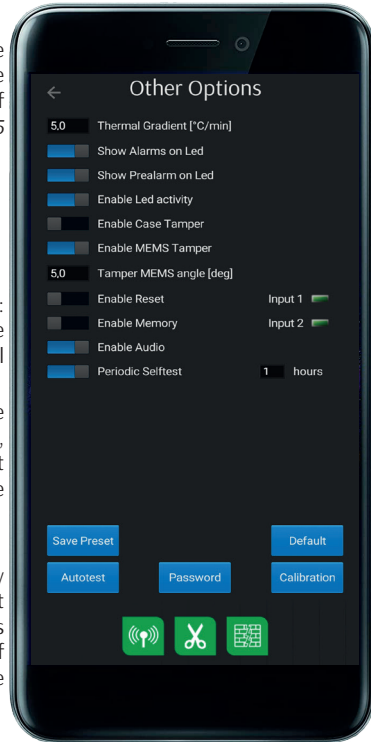 Other Options
5,0 Thermal Gradient [°C/min]
Show Alarms on Led
Show Prealarm on Led
Enable Led activity
Enable Case Tamper
Enable MEMS Tamper
5,0 Tamper MEMS angle [deg]
Enable Reset Input 1
Enable Memory Input 2
Enable Audio
Periodic Selftest 1 hours
Save Preset Default
Autotest Password Calibration